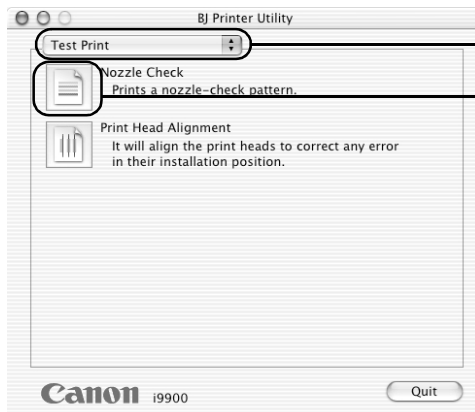 BJ Printer Utility
Test Print
Nozzle Check
Prints a nozzle-check pattern.
Print Head Alignment
It will align the print heads to correct any error
in their installation position.
Canon i9900
Quit